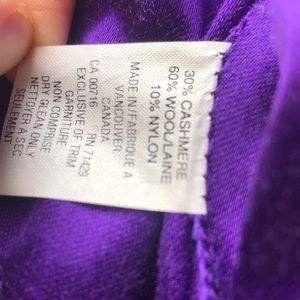 30% CASHMERE
60% WOOL/LAINE
10% NYLON
MADE IN/FABRIQUE A
VANCOUVER
CANADA
CA 00716 RN 71429
EXCLUSIVE OF TRIM
GARNITURE
NON COMPRISE
DRY CLEAN ONLY
NETTOYER A SEC
SEULEMENT